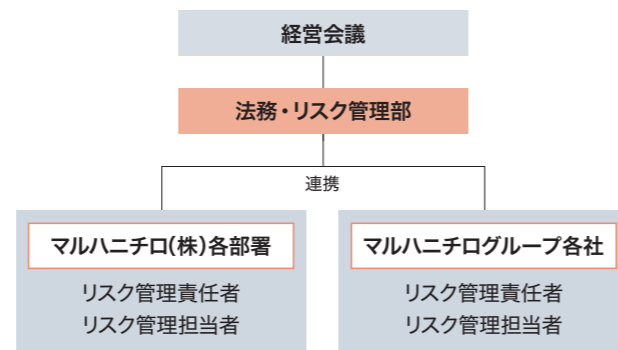 経営会議
法務・リスク管理部
連携
マルハニチロ(株)各部署
リスク管理責任者
リスク管理担当者
マルハニチログループ各社
リスク管理責任者
リスク管理担当者